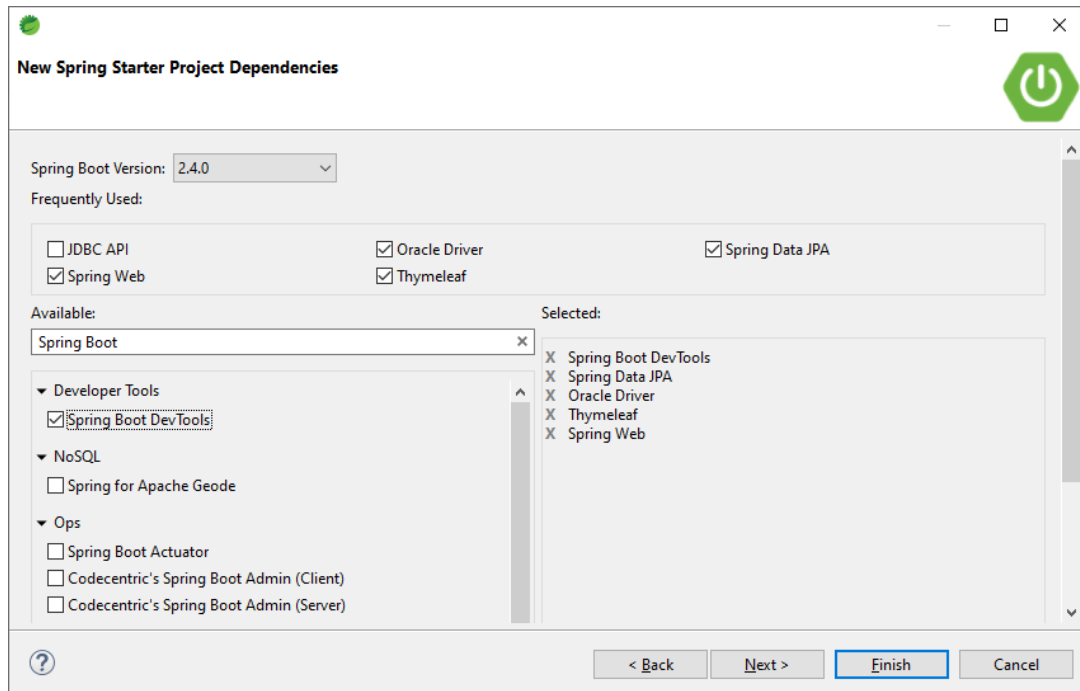 New Spring Starter Project Dependencies
Spring Boot Version: 2.4.0
Frequently Used:
JDBC API Oracle Driver Spring Data JPA
Spring Web Thymeleaf
Available: Selected:
Spring Boot
Spring Boot DevTools
X Spring Data JPA
X Oracle Driver
X Thymeleaf
X Spring Web
Developer Tools
Spring Boot DevTools
NoSQL
Spring for Apache Geode
Ops
Spring Boot Actuator
Codecentric's Spring Boot Admin (Client)
Codecentric's Spring Boot Admin (Server)
< Back Next > Finish Cancel